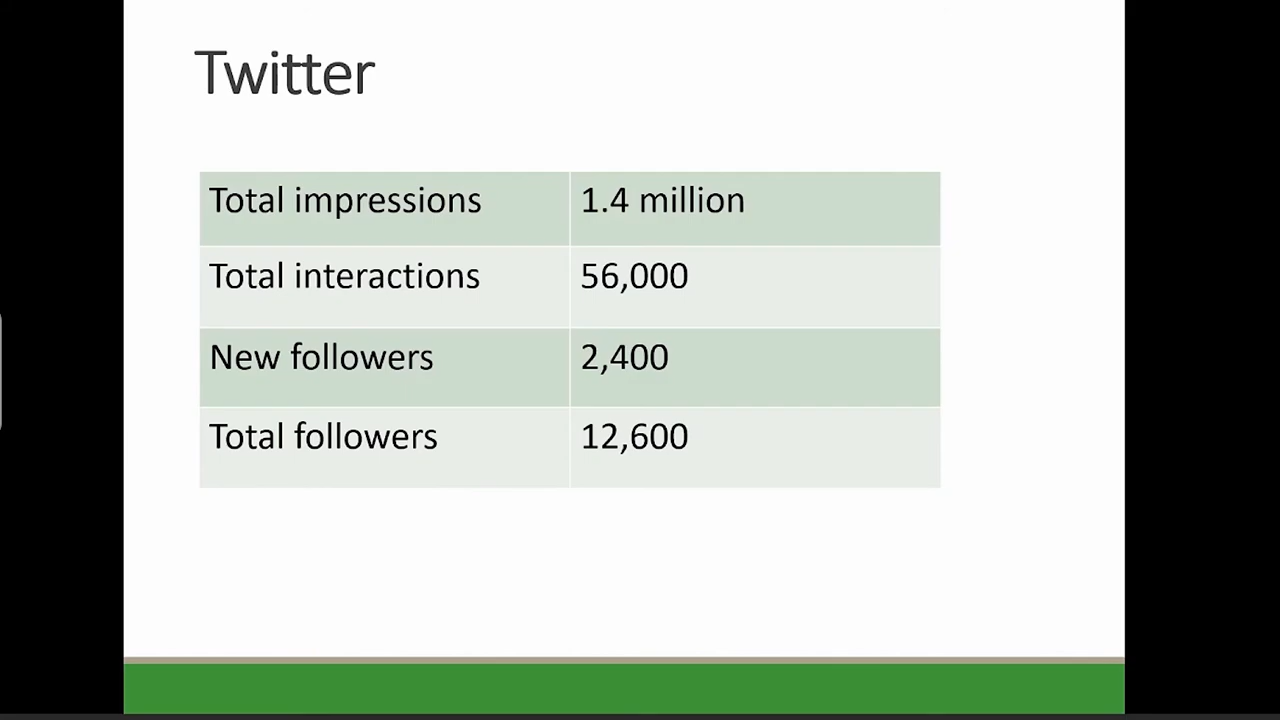 Twitter
Total impressions 1.4 million
Total interactions 56,000
New followers 2,400
Total followers 12,600